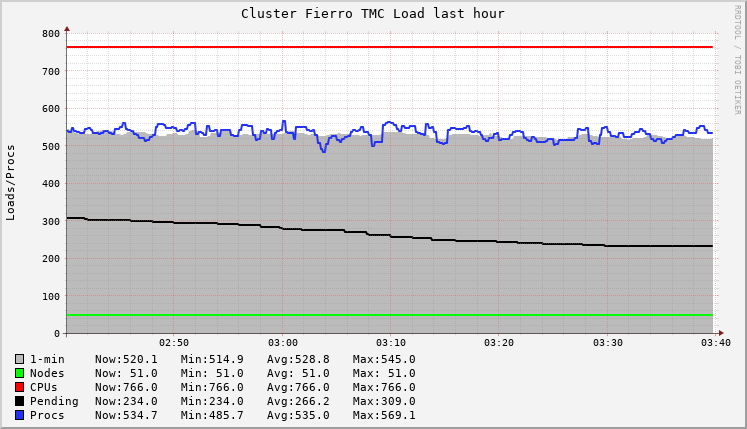 Cluster Fierro TMC Load last hour
RRDTOOL / TOBI OETIKER
Loads/Procs
800
700
600
500
400
300
200
100
0
02:50 03:00 03:10 03:20 03:30 03:40
1-min Now:520.1 Min:514.9 Avg:528.8 Max:545.0
Nodes Now: 51.0 Min: 51.0 Avg: 51.0 Max: 51.0
CPUs Now:766.0 Min:766.0 Avg:766.0 Max:766.0
Pending Now:234.0 Min:234.0 Avg:266.2 Max:309.0
Procs Now:534.7 Min:485.7 Avg:535.0 Max:569.1